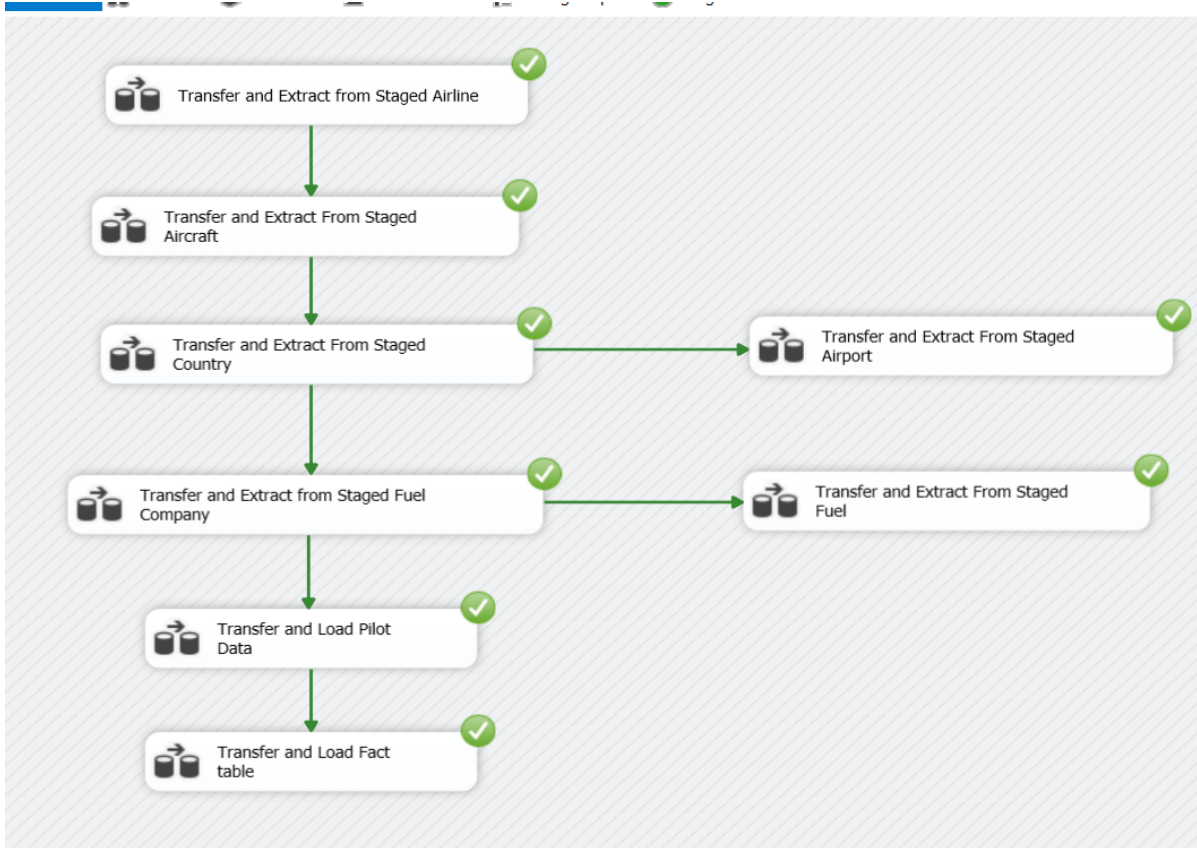 Transfer and Extract from Staged Airline
Transfer and Extract From Staged
Aircraft
Transfer and Extract From Staged
Country
Transfer and Extract From Staged
Airport
Transfer and Extract from Staged Fuel
Company
Transfer and Extract From Staged
Fuel
Transfer and Load Pilot
Data
Transfer and Load Fact
table